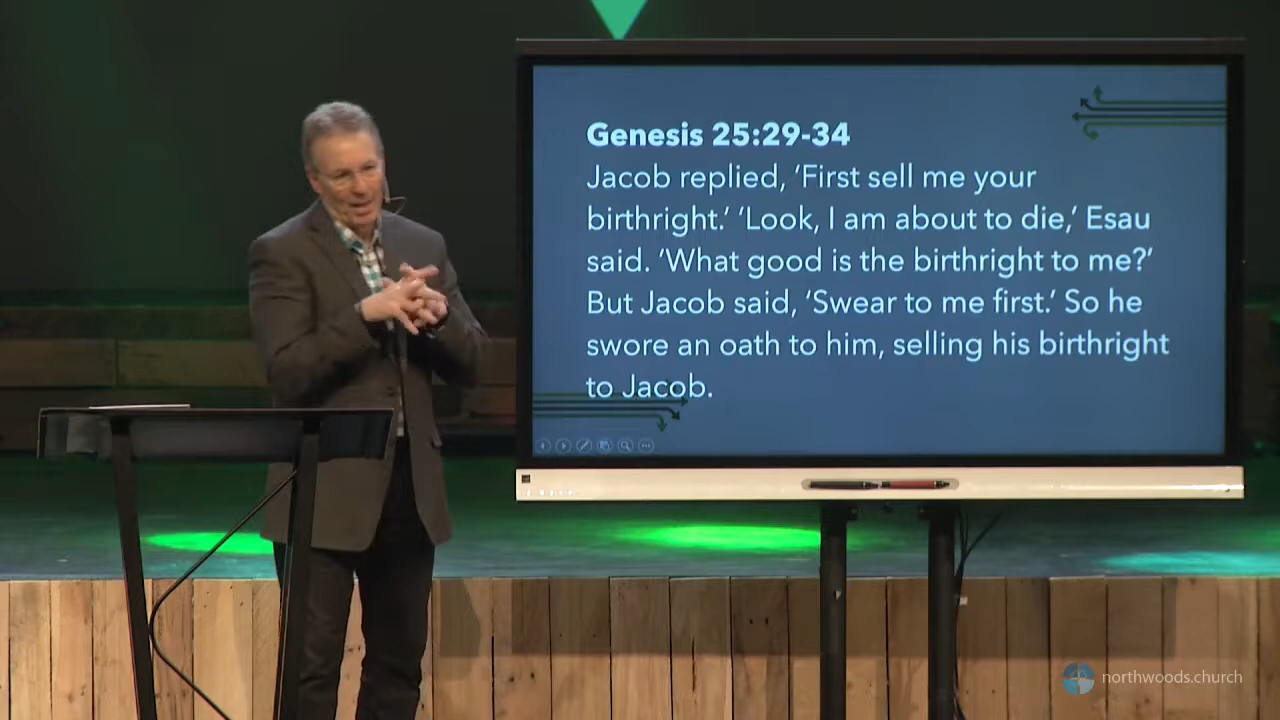 Genesis 25:29-34
Jacob replied, ‘First sell me your
birthright.’ ‘Look, I am about to die,’ Esau
said. ‘What good is the birthright to me?’
But Jacob said, ‘Swear to me first.’ So he
swore an oath to him, selling his birthright
to Jacob.
northwoods.church